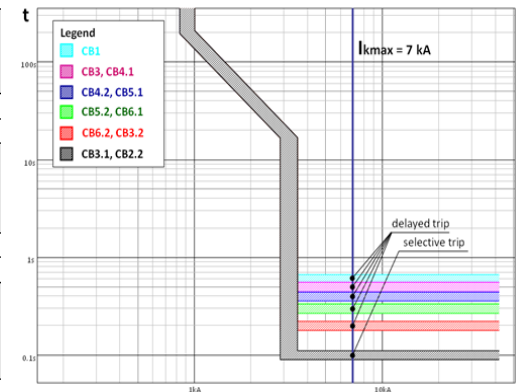 t
Legend
CB1
CB3, CB4.1
CB4.2, CB5.1
CB5.2, CB6.1
CB6.2, CB3.2
CB3.1, CB2.2
Ikmax = 7 kA
100s
10s
delayed trip
selective trip
1s
0.1s
1kA
10kA